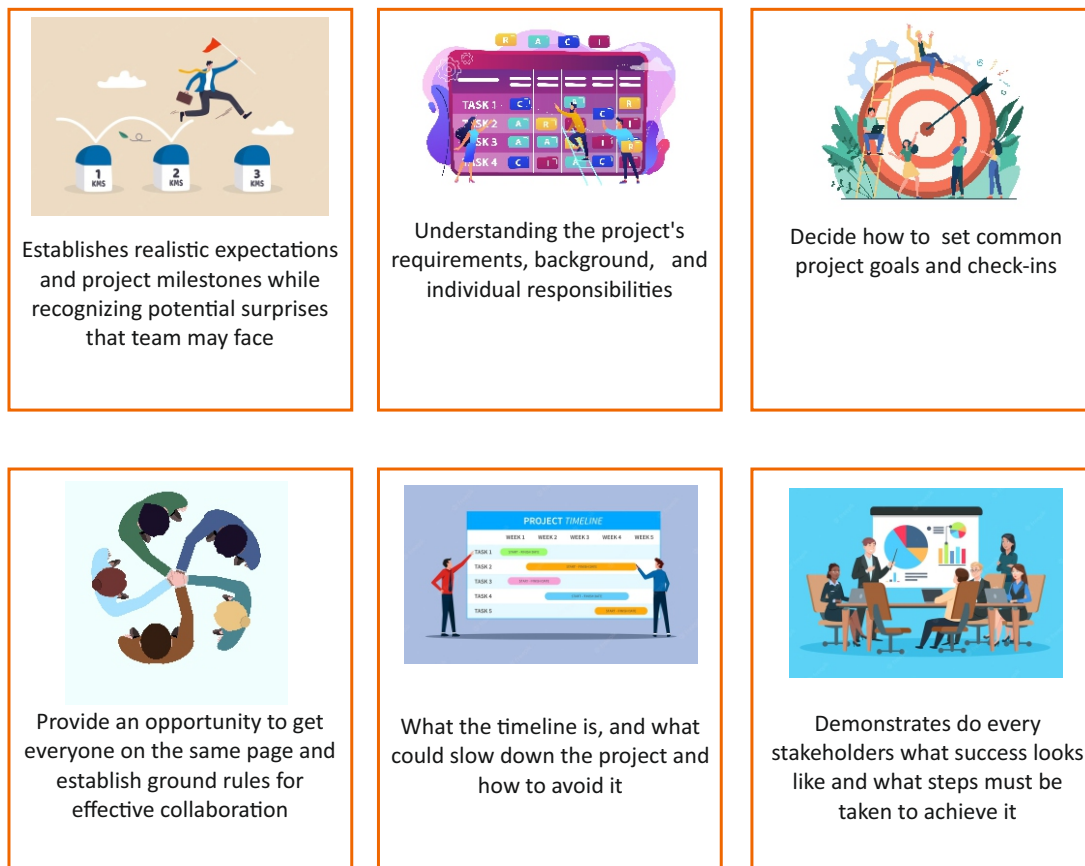 1
KMS
2
KMS
3
KMS
Establishes realistic expectations
and project milestones while
recognizing potential surprises
that team may face
R A C I
TASK 1 C R
C
TASK 2 A R I
TASK 3 A A I
R
TASK 4 C I A C I
Understanding the project's
requirements, background, and
individual responsibilities
Decide how to set common
project goals and check-ins
Provide an opportunity to get
everyone on the same page and
establish ground rules for
effective collaboration
PROJECT TIMELINE
WEEK 1 WEEK 2 WEEK 3 WEEK 4 WEEK 5
TASK 1
TASK 2
TASK 3
TASK 4
TASK 5
What the timeline is, and what
could slow down the project and
how to avoid it
Demonstrates do every
stakeholders what success looks
like and what steps must be
taken to achieve it